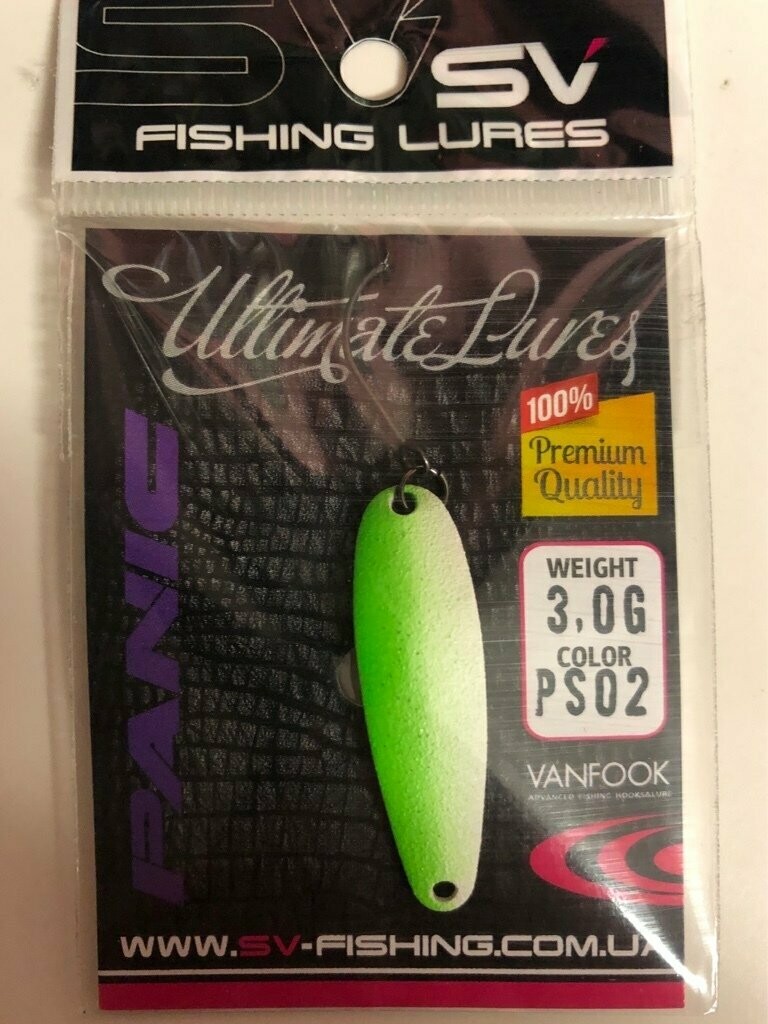 SV
FISHING LURES
Ultimate Lures
100%
Premium
Quality
PANIC
WEIGHT
3,0G
COLOR
PS02
VANFOOK
ADVANCED FISHING HOOKS&LURE
WWW.SV-FISHING.COM.UA